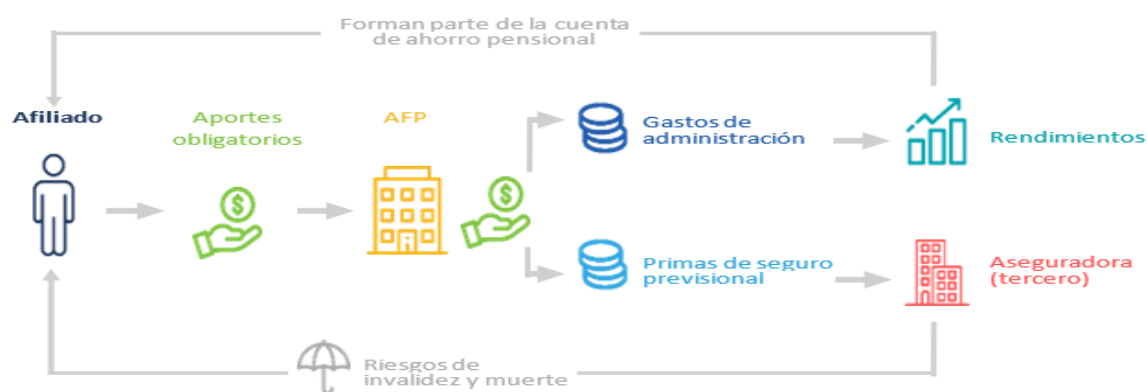 Forman parte de la cuenta
de ahorro pensional
Afiliado
Aportes
obligatorios
AFP
Gastos de
administración
Rendimientos
Primas de seguro
previsional
Aseguradora
(tercero)
Riesgos de
invalidez y muerte